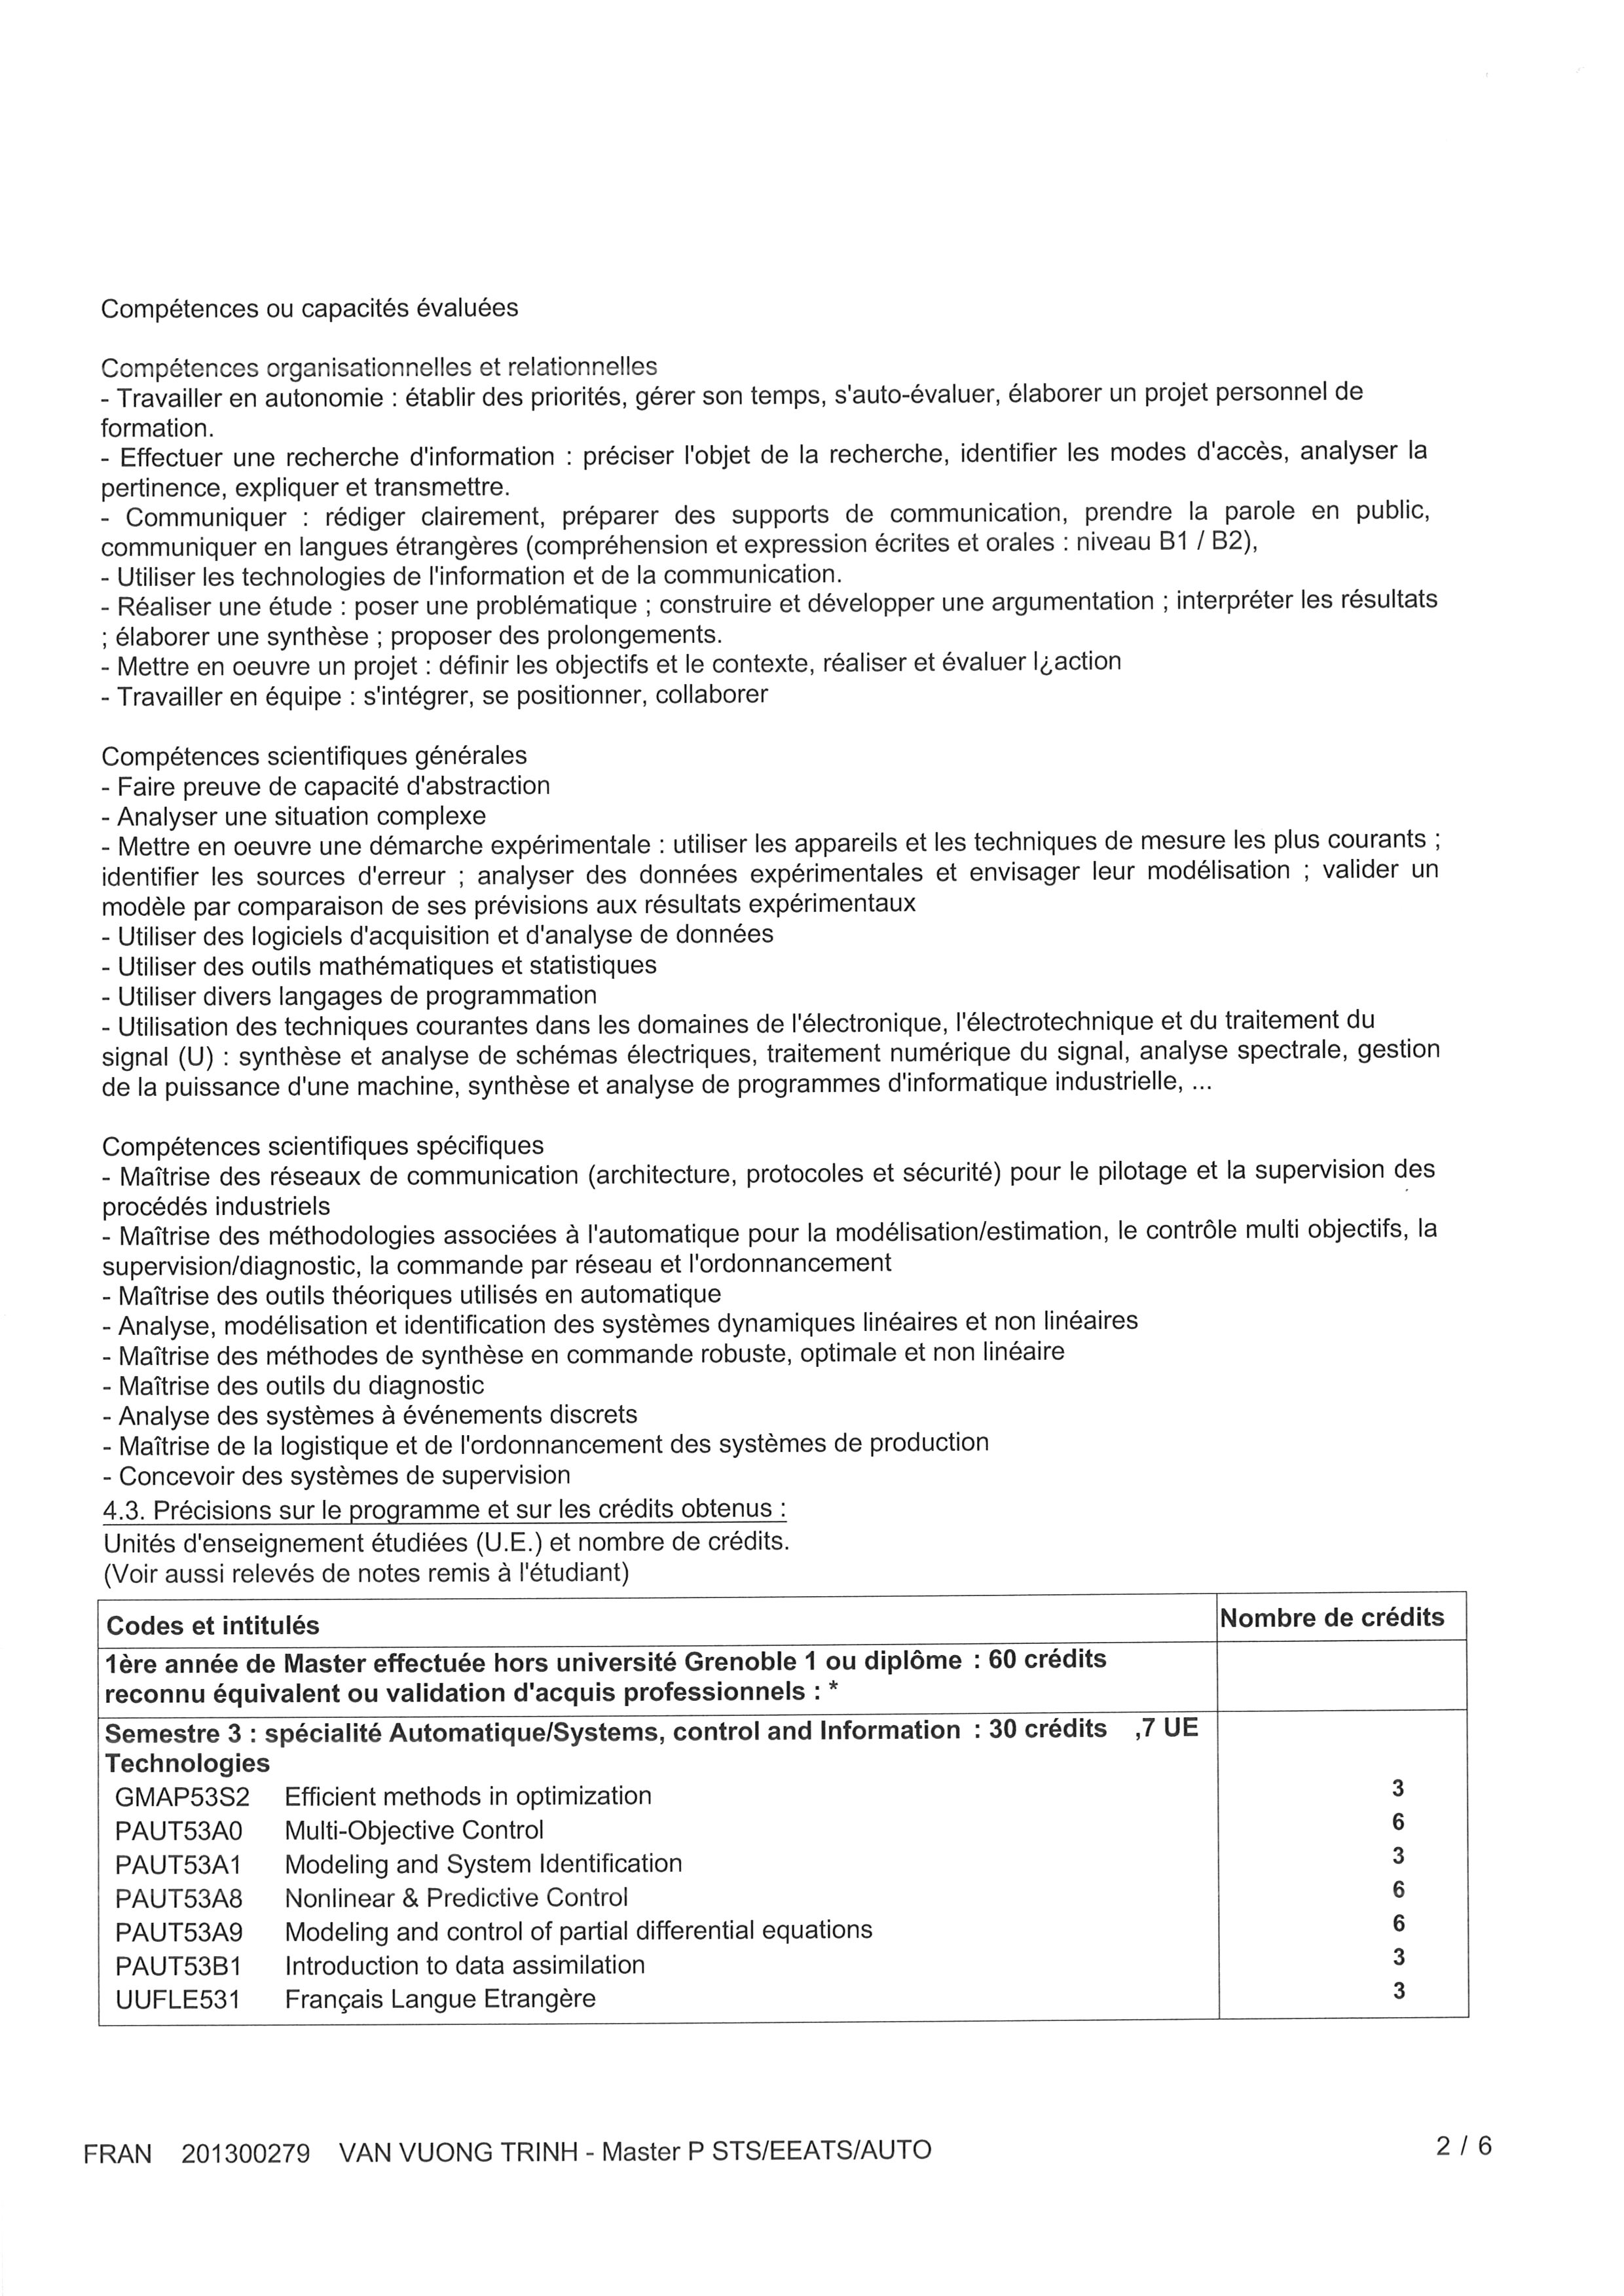 Compétences ou capacités évaluées
Compétences organisationnelles et relationnelles
- Travailler en autonomie : établir des priorités, gérer son temps, s'auto-évaluer, élaborer un projet personnel de
formation.
- Effectuer une recherche d'information : préciser l'objet de la recherche, identifier les modes d'accès, analyser la
pertinence, expliquer et transmettre.
- Communiquer : rédiger clairement, préparer des supports de communication, prendre la parole en public,
communiquer en langues étrangères (compréhension et expression écrites et orales : niveau B1 / B2),
- Utiliser les technologies de l'information et de la communication.
- Réaliser une étude : poser une problématique ; construire et développer une argumentation ; interpréter les résultats
; élaborer une synthèse ; proposer des prolongements.
- Mettre en oeuvre un projet : définir les objectifs et le contexte, réaliser et évaluer l¿action
- Travailler en équipe : s'intégrer, se positionner, collaborer
Compétences scientifiques générales
- Faire preuve de capacité d'abstraction
- Analyser une situation complexe
- Mettre en oeuvre une démarche expérimentale : utiliser les appareils et les techniques de mesure les plus courants ;
identifier les sources d'erreur ; analyser des données expérimentales et envisager leur modélisation ; valider un
modèle par comparaison de ses prévisions aux résultats expérimentaux
- Utiliser des logiciels d'acquisition et d'analyse de données
- Utiliser des outils mathématiques et statistiques
- Utiliser divers langages de programmation
- Utilisation des techniques courantes dans les domaines de l'électronique, l'électrotechnique et du traitement du
signal (U) : synthèse et analyse de schémas électriques, traitement numérique du signal, analyse spectrale, gestion
de la puissance d'une machine, synthèse et analyse de programmes d'informatique industrielle, ...
Compétences scientifiques spécifiques
- Maîtrise des réseaux de communication (architecture, protocoles et sécurité) pour le pilotage et la supervision des
procédés industriels
- Maîtrise des méthodologies associées à l'automatique pour la modélisation/estimation, le contrôle multi objectifs, la
supervision/diagnostic, la commande par réseau et l'ordonnancement
- Maîtrise des outils théoriques utilisés en automatique
- Analyse, modélisation et identification des systèmes dynamiques linéaires et non linéaires
- Maîtrise des méthodes de synthèse en commande robuste, optimale et non linéaire
- Maîtrise des outils du diagnostic
- Analyse des systèmes à événements discrets
- Maîtrise de la logistique et de l'ordonnancement des systèmes de production
- Concevoir des systèmes de supervision
4.3. Précisions sur le programme et sur les crédits obtenus :
Unités d'enseignement étudiées (U.E.) et nombre de crédits.
(Voir aussi relevés de notes remis à l'étudiant)
Codes et intitulés Nombre de crédits
1ère année de Master effectuée hors université Grenoble 1 ou diplôme : 60 crédits
reconnu équivalent ou validation d'acquis professionnels : *
Semestre 3 : spécialité Automatique/Systems, control and Information : 30 crédits ,7 UE
Technologies
GMAP53S2 Efficient methods in optimization 3
PAUT53A0 Multi-Objective Control 6
PAUT53A1 Modeling and System Identification 3
PAUT53A8 Nonlinear & Predictive Control 6
PAUT53A9 Modeling and control of partial differential equations 6
PAUT53B1 Introduction to data assimilation 3
UUFLE531 Français Langue Etrangère 3
FRAN 201300279 VAN VUONG TRINH - Master P STS/EEATS/AUTO 2 / 6